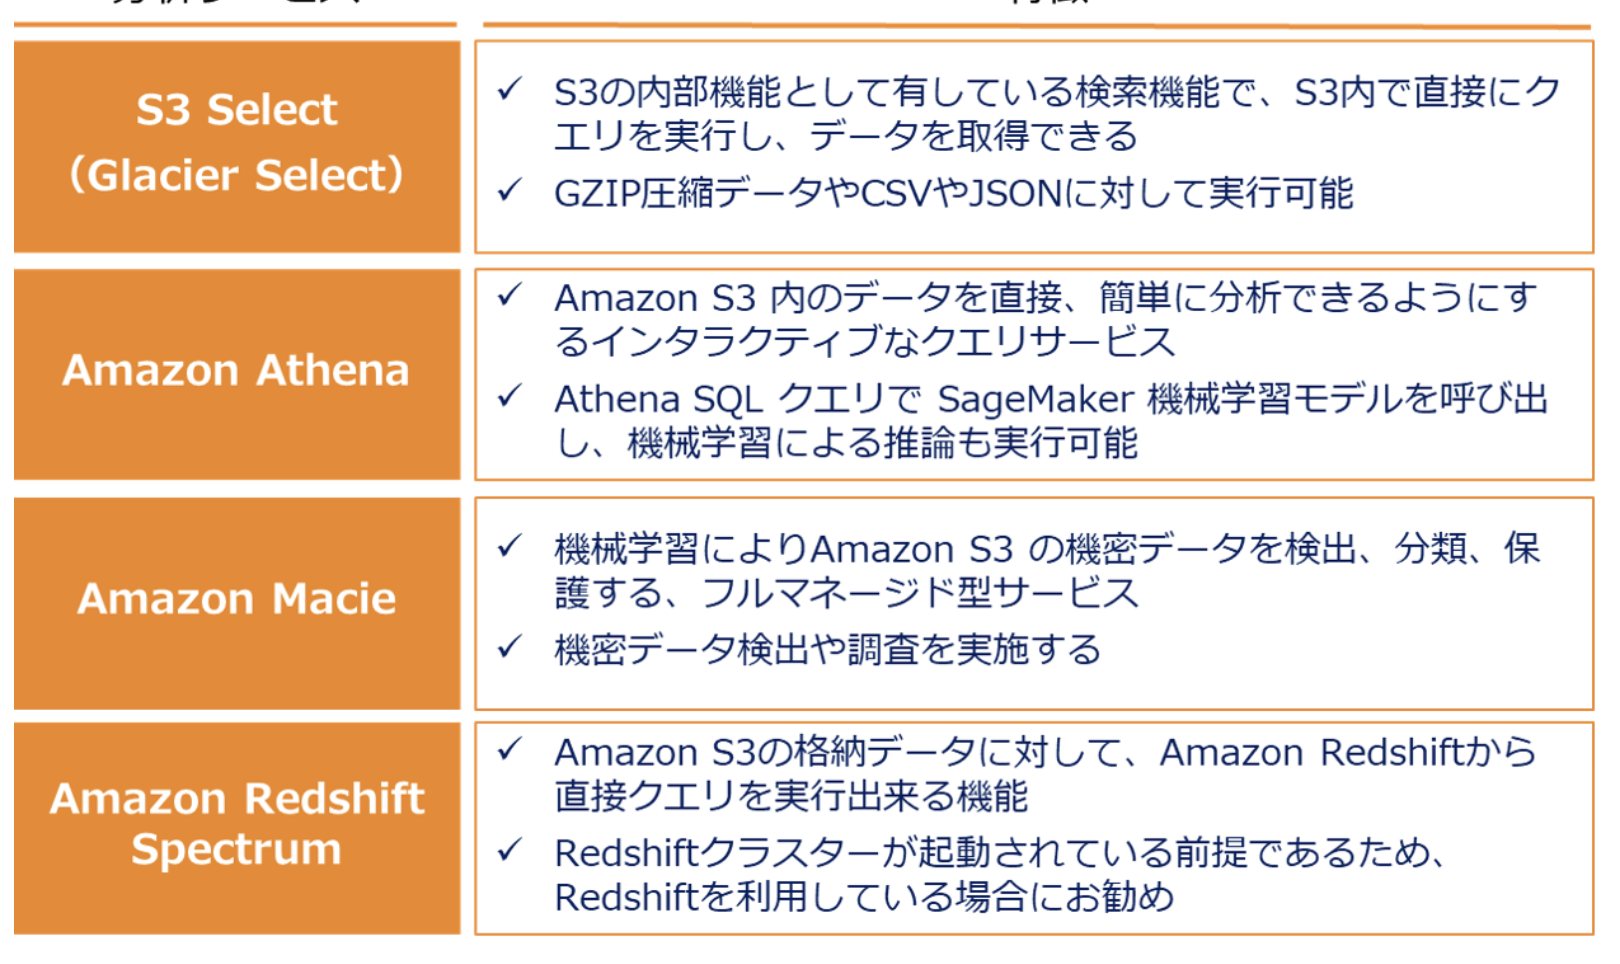 S3 Select
（Glacier Select）
✓ S3の内部機能として有している検索機能で、S3内で直接にク
エリを実行し、データを取得できる
✓ GZIP圧縮データやCSVやJSONに対して実行可能
Amazon Athena
✓ Amazon S3 内のデータを直接、簡単に分析できるようにす
るインタラクティブなクエリサービス
✓ Athena SQL クエリで SageMaker 機械学習モデルを呼び出
し、機械学習による推論も実行可能
Amazon Macie
✓ 機械学習によりAmazon S3 の機密データを検出、分類、保
護する、フルマネージド型サービス
✓ 機密データ検出や調査を実施する
Amazon Redshift
Spectrum
✓ Amazon S3の格納データに対して、Amazon Redshiftから
直接クエリを実行出来る機能
✓ Redshiftクラスターが起動されている前提であるため、
Redshiftを利用している場合にお勧め